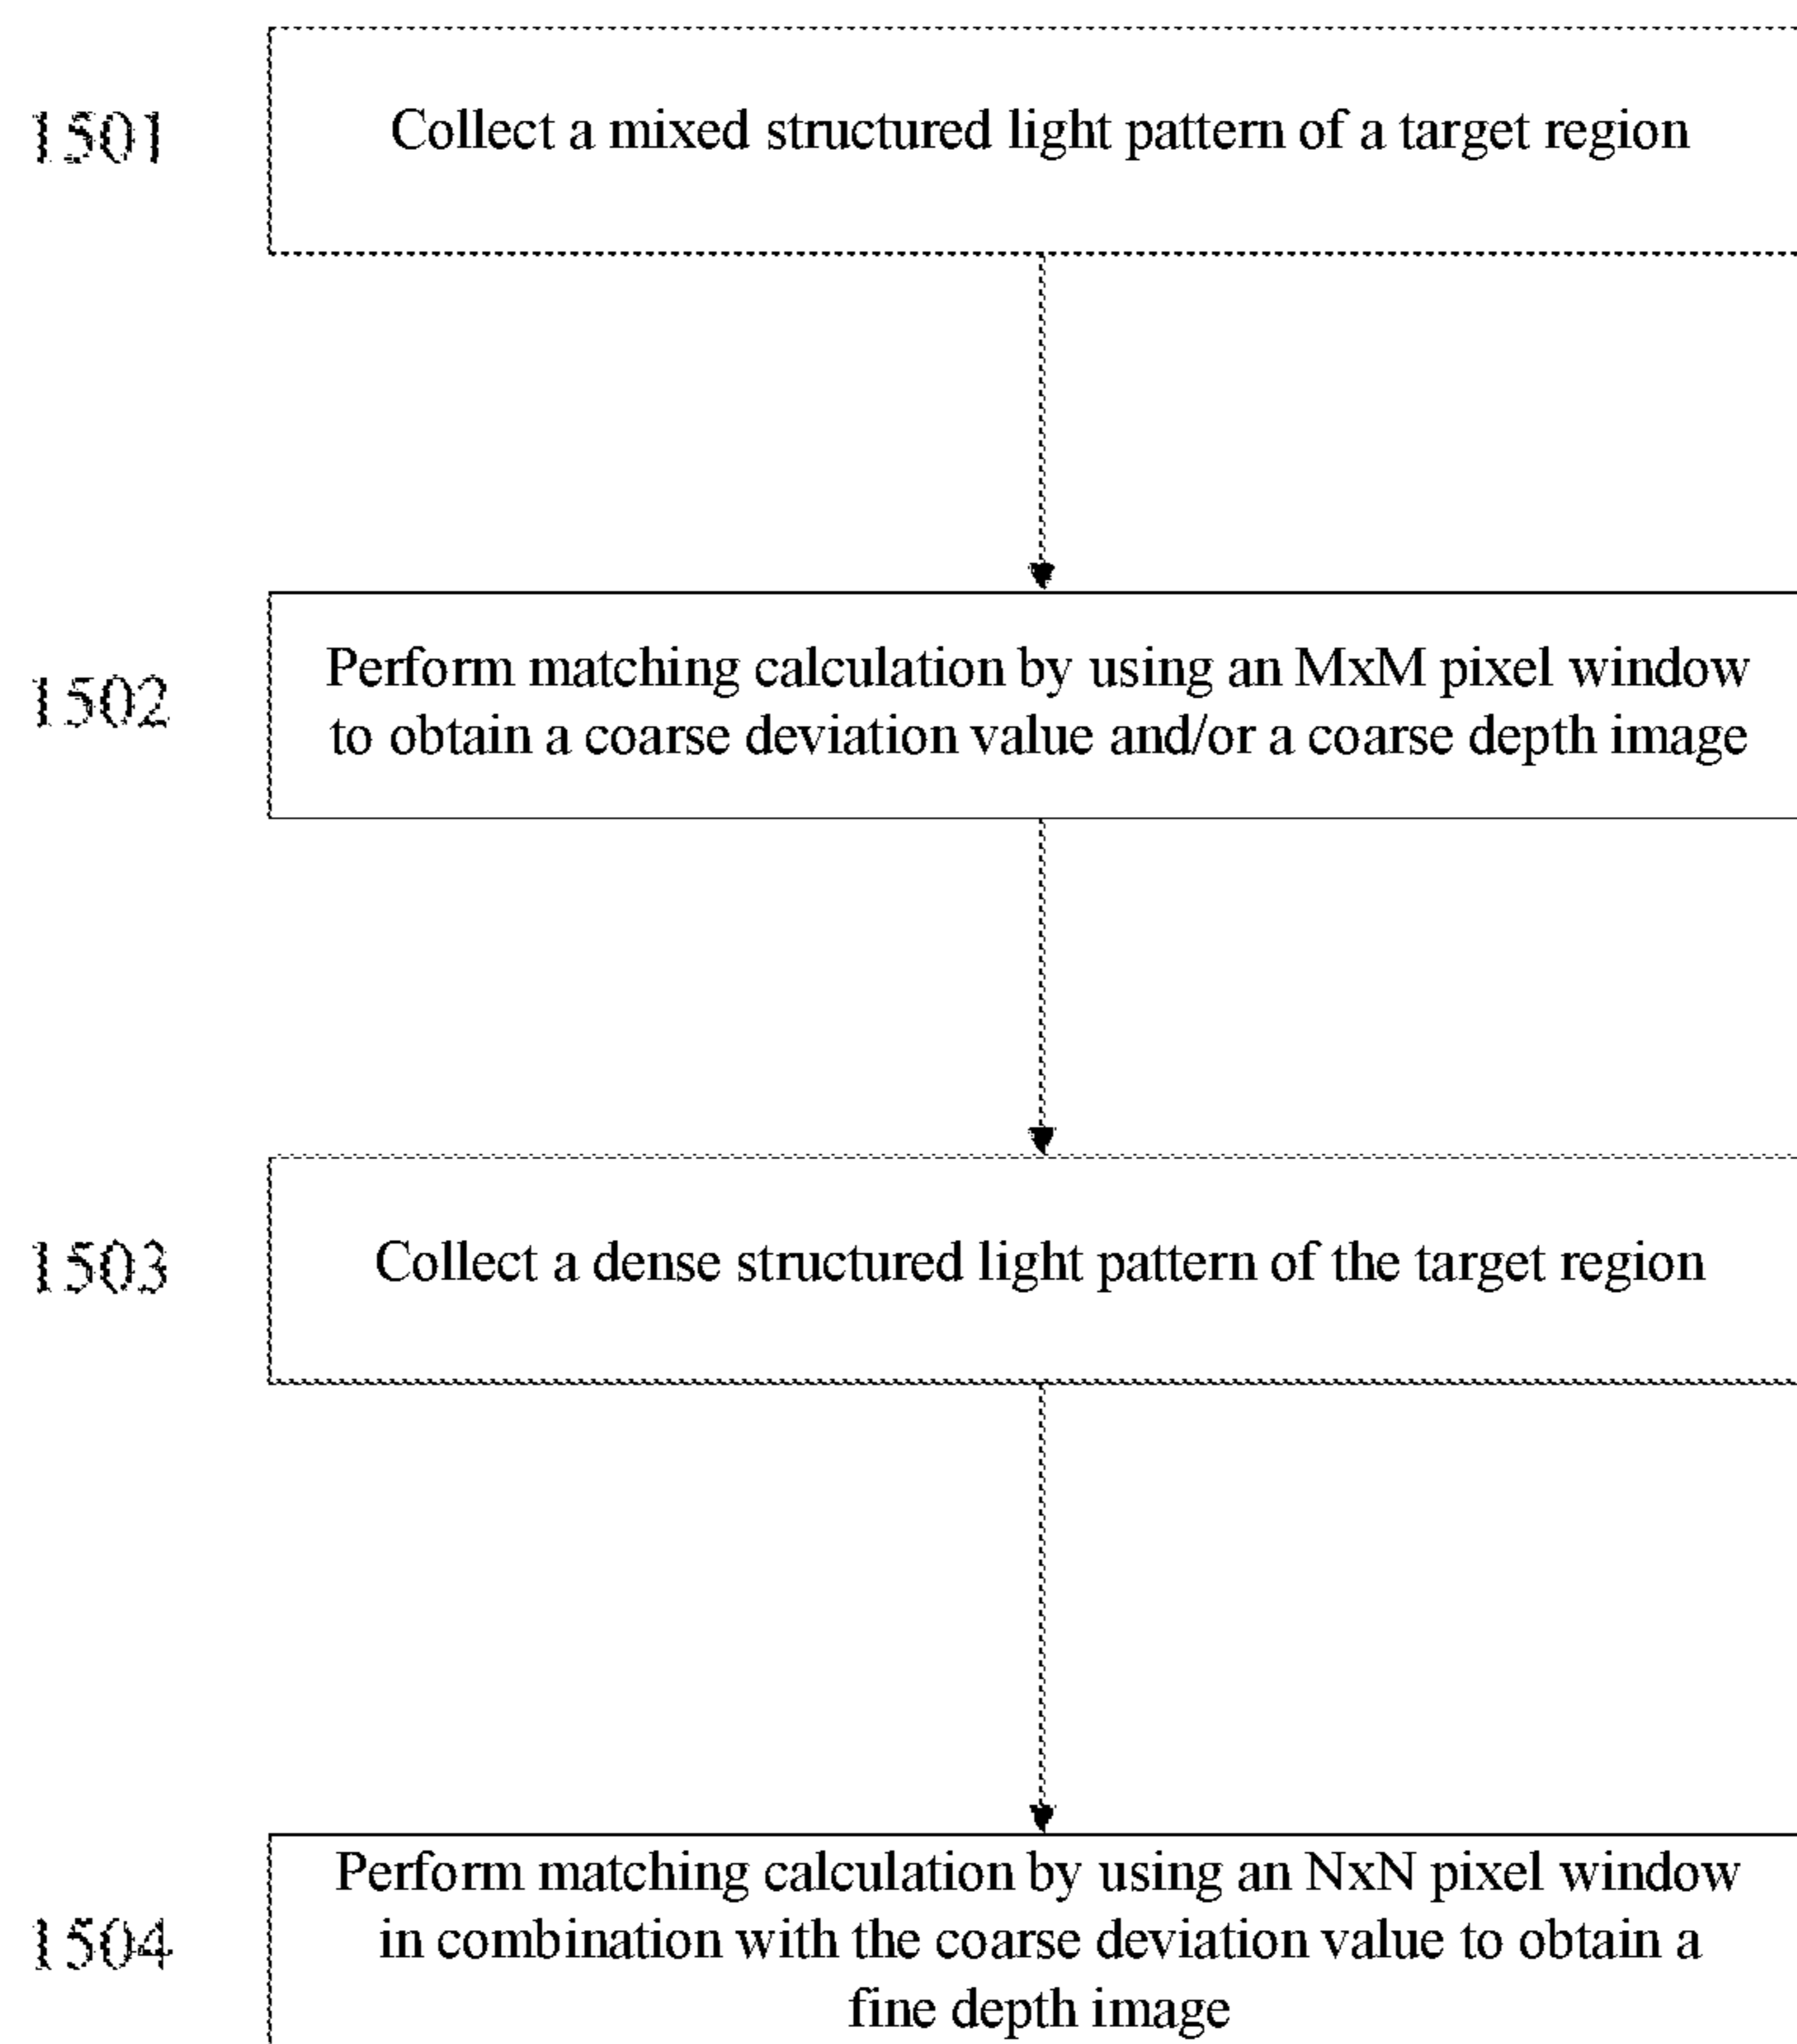 1501
Collect a mixed structured light pattern of a target region
1502
Perform matching calculation by using an MxM pixel window
to obtain a coarse deviation value and/or a coarse depth image
1503
Collect a dense structured light pattern of the target region
1504
Perform matching calculation by using an NxN pixel window
in combination with the coarse deviation value to obtain a
fine depth image